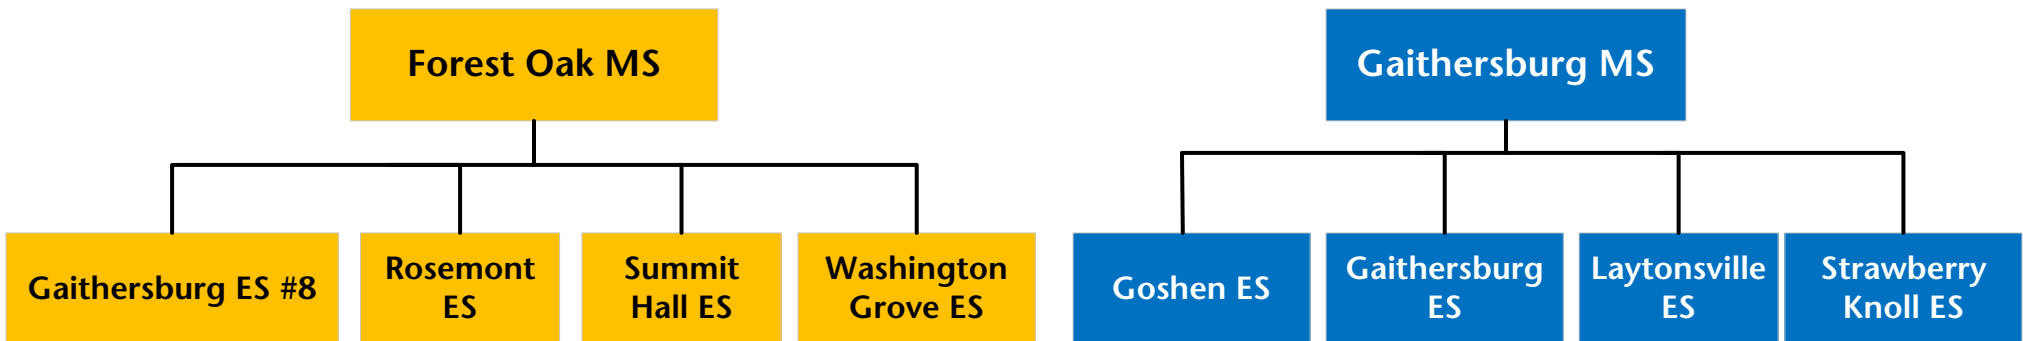 Forest Oak MS
Gaithersburg MS
Gaithersburg ES #8
Rosemont
ES
Summit
Hall ES
Washington
Grove ES
Goshen ES
Gaithersburg
ES
Laytonsville
ES
Strawberry
Knoll ES